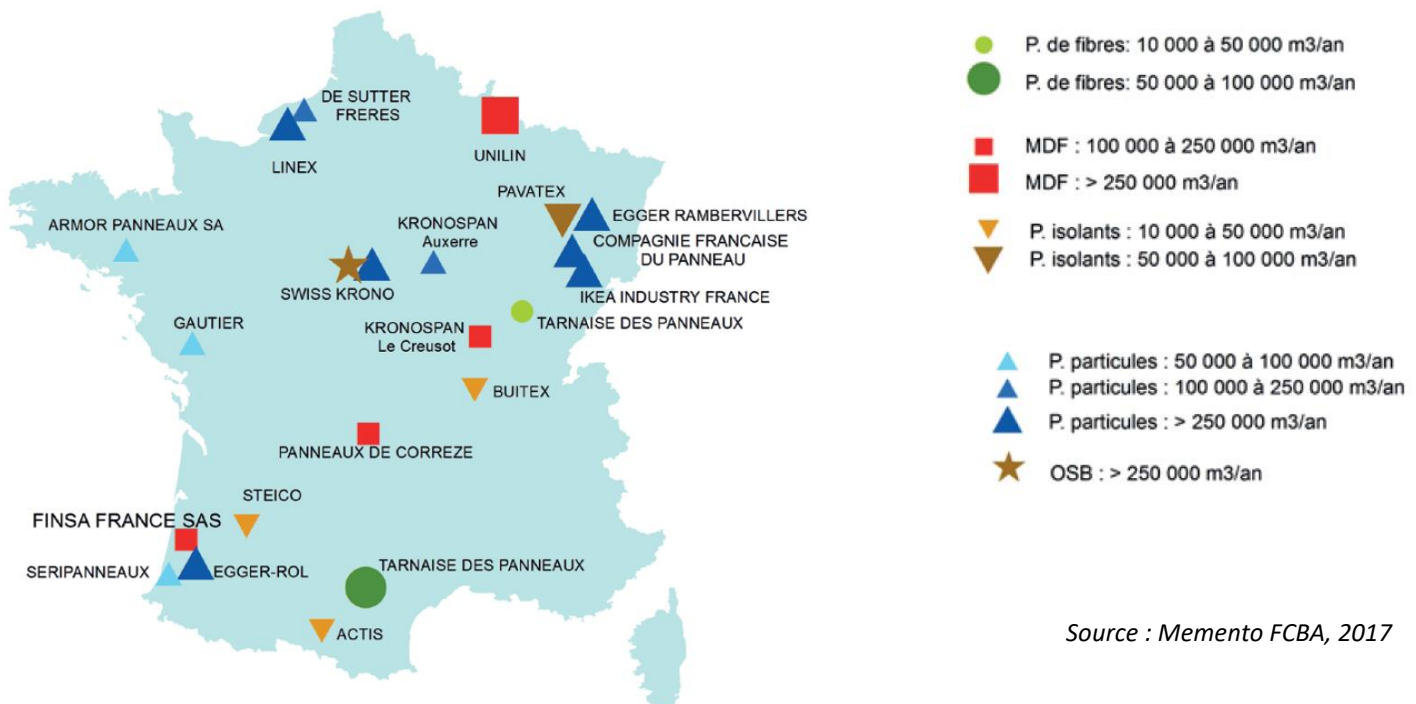 DE SUTTER
FRERES
LINEX
UNILIN
PAVATEX
EGGER RAMBERVILLERS
ARMOR PANNEAUX SA
KRONOSPAN
Auxerre
COMPAGNIE FRANCAISE
DU PANNEAU
SWISS KRONO
IKEA INDUSTRY FRANCE
GAUTIER
KRONOSPAN
Le Creusot
TARNAISE DES PANNEAUX
BUITEX
PANNEAUX DE CORREZE
STEICO
FINSA FRANCE SAS
SERIPANNEAUX
EGGER-ROL
TARNAISE DES PANNEAUX
ACTIS
P. de fibres: 10 000 à 50 000 m3/an
P. de fibres: 50 000 à 100 000 m3/an
MDF : 100 000 à 250 000 m3/an
MDF : > 250 000 m3/an
P. isolants : 10 000 à 50 000 m3/an
P. isolants : 50 000 à 100 000 m3/an
P. particules : 50 000 à 100 000 m3/an
P. particules : 100 000 à 250 000 m3/an
P. particules : > 250 000 m3/an
OSB : > 250 000 m3/an
Source : Memento FCBA, 2017